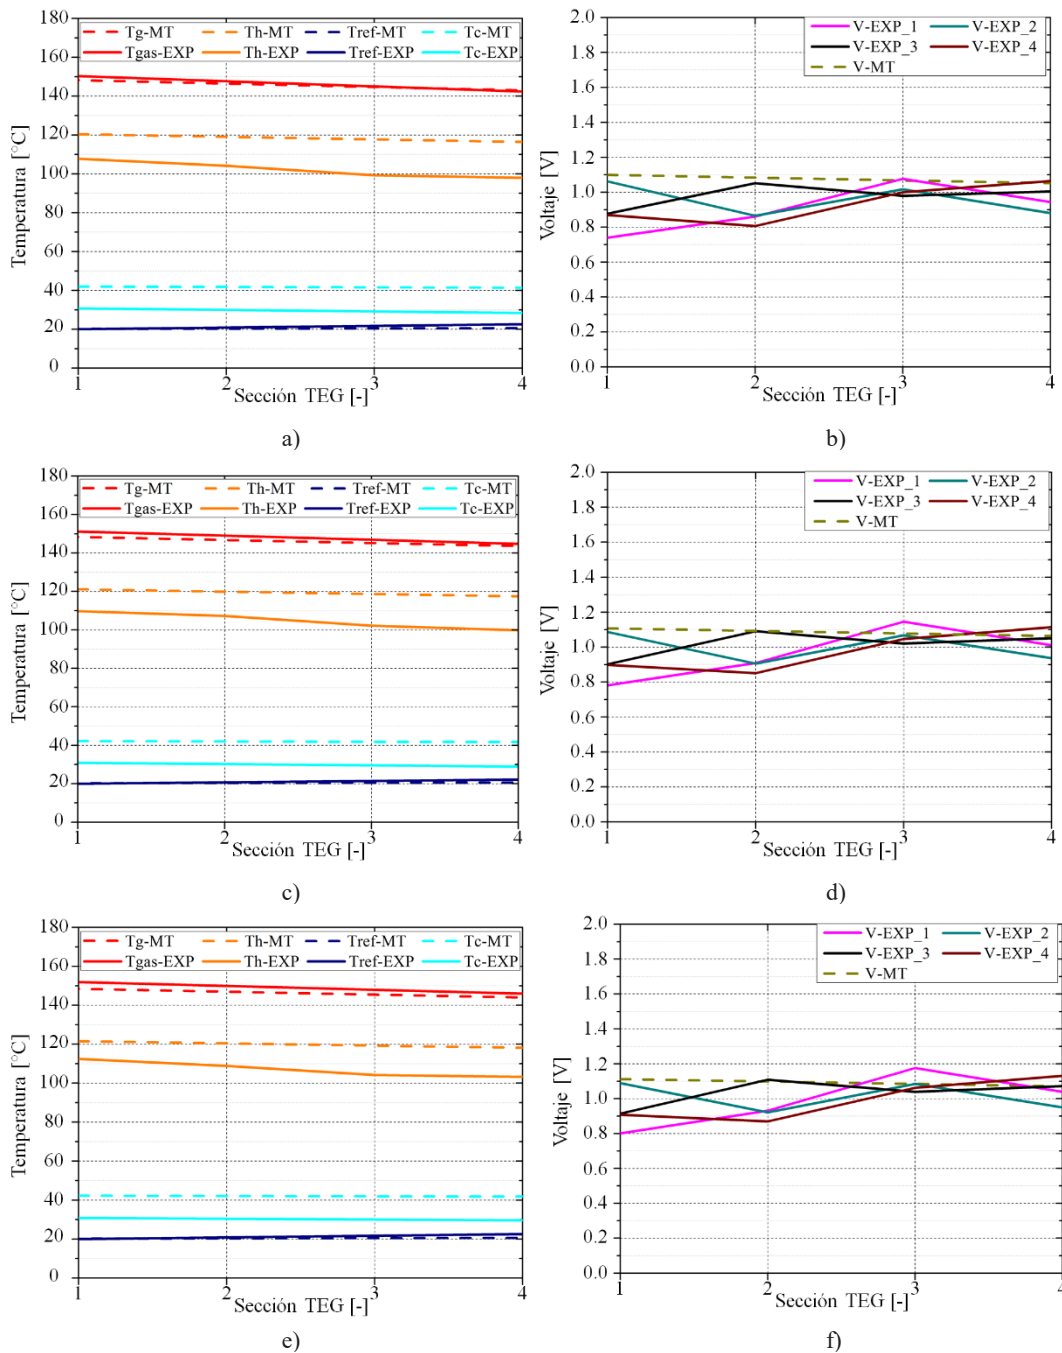 180
160
140
120
100
80
60
40
20
0
Temperatura [°C]
Tg-MT Th-MT Tref-MT Tc-MT
Tgas-EXP Th-EXP Tref-EXP Tc-EXP
1 2 3 4
Sección TEG [-]
a)
2.0
1.8
1.6
1.4
1.2
1.0
0.8
0.6
0.4
0.2
0.0
Voltaje [V]
V-EXP_1 V-EXP_2
V-EXP_3 V-EXP_4
V-MT
1 2 3 4
Sección TEG [-]
b)
180
160
140
120
100
80
60
40
20
0
Temperatura [°C]
Tg-MT Th-MT Tref-MT Tc-MT
Tgas-EXP Th-EXP Tref-EXP Tc-EXP
1 2 3 4
Sección TEG [-]
c)
2.0
1.8
1.6
1.4
1.2
1.0
0.8
0.6
0.4
0.2
0.0
Voltaje [V]
V-EXP_1 V-EXP_2
V-EXP_3 V-EXP_4
V-MT
1 2 3 4
Sección TEG [-]
d)
180
160
140
120
100
80
60
40
20
0
Temperatura [°C]
Tg-MT Th-MT Tref-MT Tc-MT
Tgas-EXP Th-EXP Tref-EXP Tc-EXP
1 2 3 4
Sección TEG [-]
e)
2.0
1.8
1.6
1.4
1.2
1.0
0.8
0.6
0.4
0.2
0.0
Voltaje [V]
V-EXP_1 V-EXP_2
V-EXP_3 V-EXP_4
V-MT
1 2 3 4
Sección TEG [-]
f)